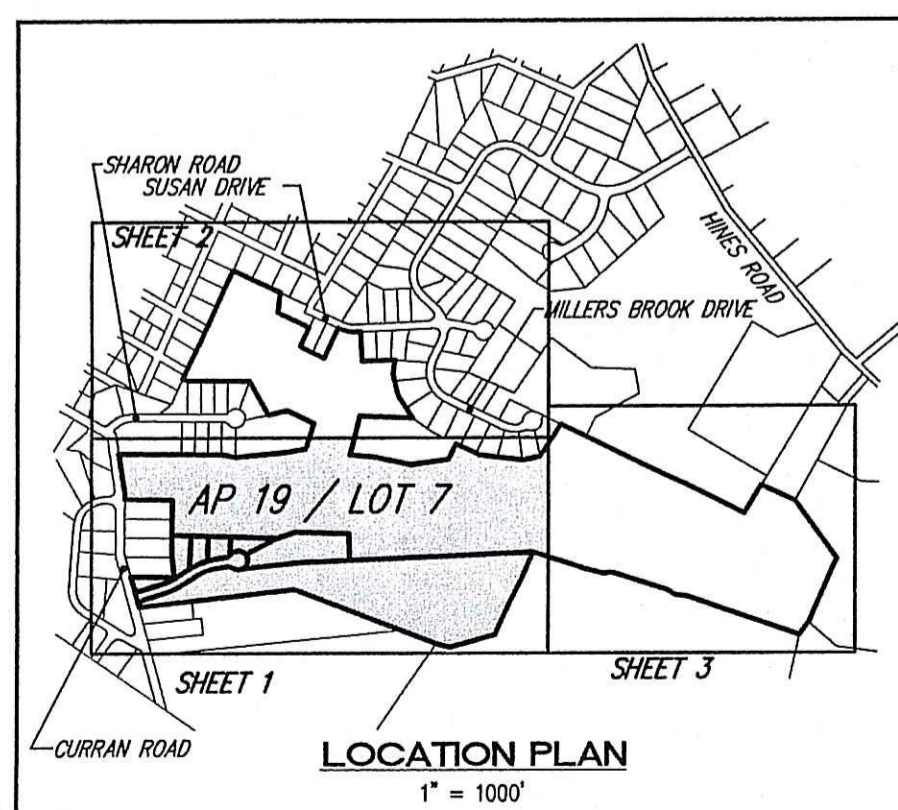 SHARON ROAD
SUSAN DRIVE
SHEET 2
HINES ROAD
MILLERS BROOK DRIVE
AP 19 / LOT 7
SHEET 1
SHEET 3
CURRAN ROAD
LOCATION PLAN
1" = 1000'